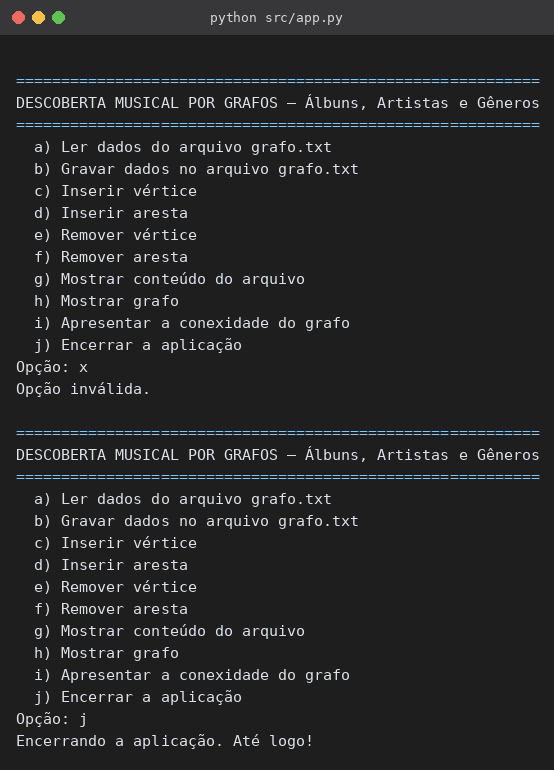 python src/app.py
==========================================================
DESCOBERTA MUSICAL POR GRAFOS — Álbuns, Artistas e Gêneros
==========================================================
a) Ler dados do arquivo grafo.txt
b) Gravar dados no arquivo grafo.txt
c) Inserir vértice
d) Inserir aresta
e) Remover vértice
f) Remover aresta
g) Mostrar conteúdo do arquivo
h) Mostrar grafo
i) Apresentar a conexidade do grafo
j) Encerrar a aplicação
Opção: x
Opção inválida.
==========================================================
DESCOBERTA MUSICAL POR GRAFOS — Álbuns, Artistas e Gêneros
==========================================================
a) Ler dados do arquivo grafo.txt
b) Gravar dados no arquivo grafo.txt
c) Inserir vértice
d) Inserir aresta
e) Remover vértice
f) Remover aresta
g) Mostrar conteúdo do arquivo
h) Mostrar grafo
i) Apresentar a conexidade do grafo
j) Encerrar a aplicação
Opção: j
Encerrando a aplicação. Até logo!